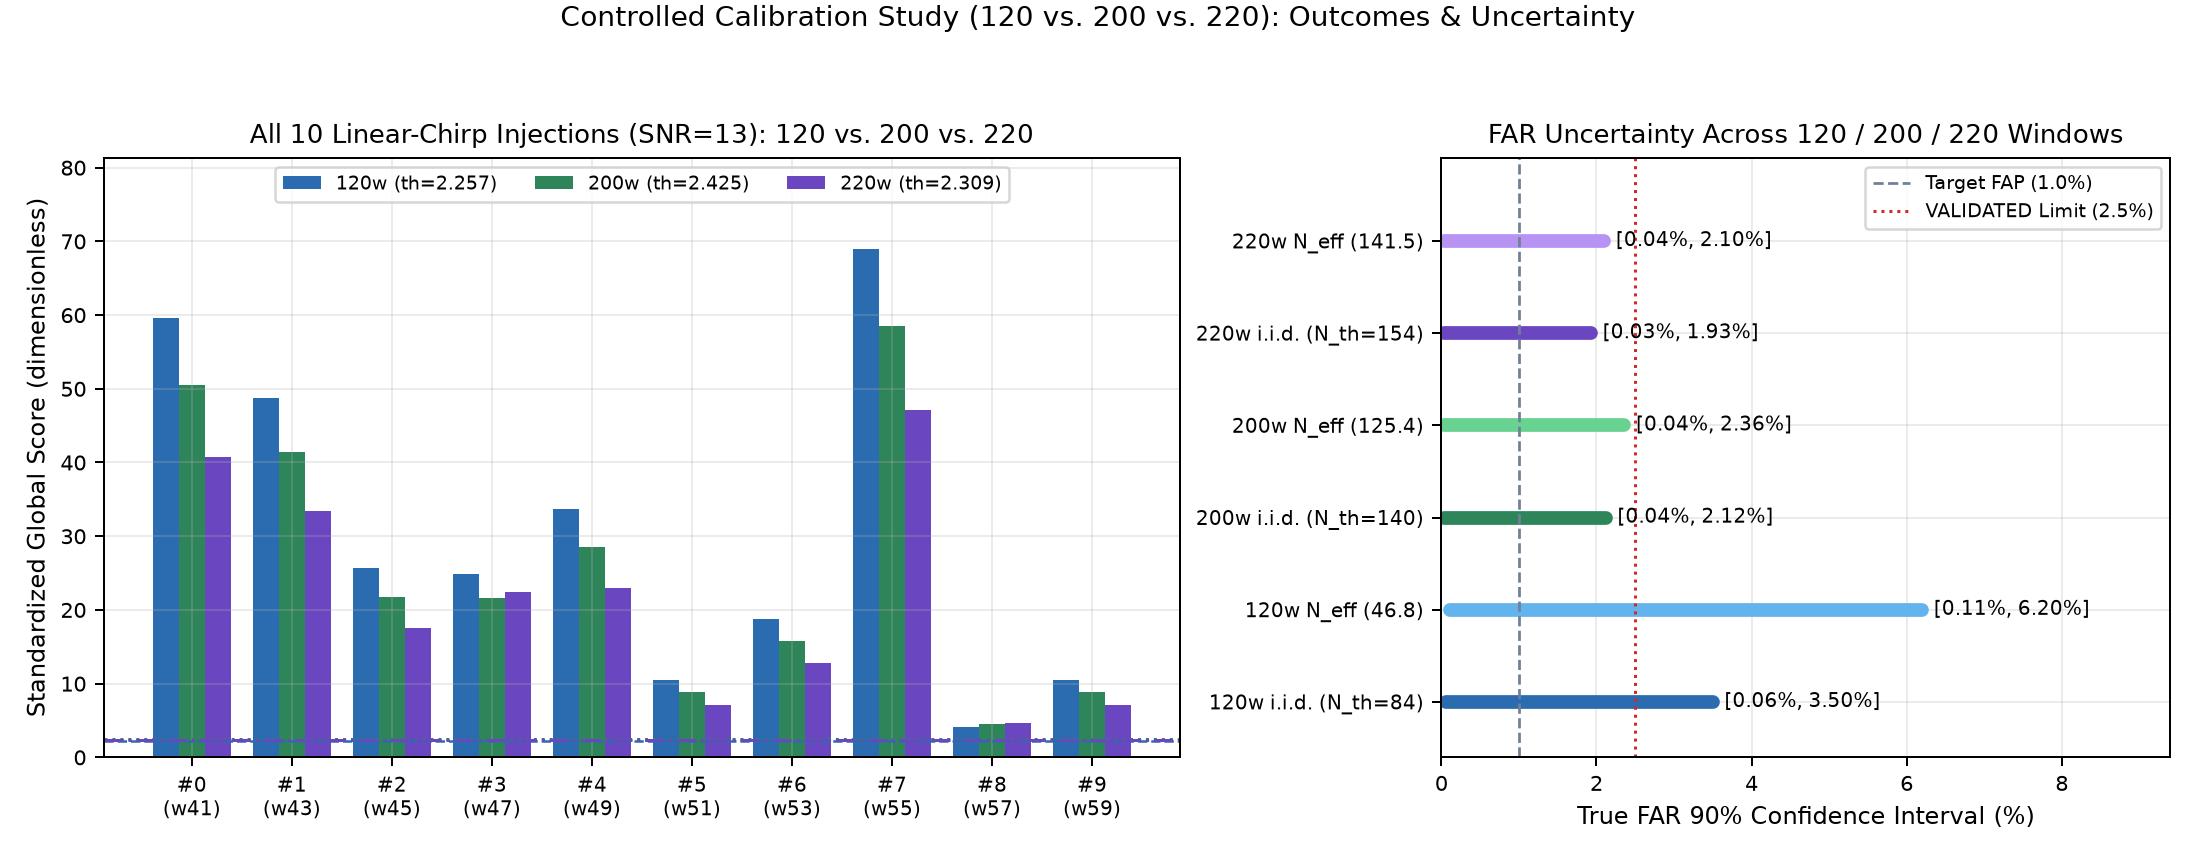 Controlled Calibration Study (120 vs. 200 vs. 220): Outcomes & Uncertainty
All 10 Linear-Chirp Injections (SNR=13): 120 vs. 200 vs. 220
120w (th=2.257)
200w (th=2.425)
220w (th=2.309)
Standardized Global Score (dimensionless)
80
70
60
50
40
30
20
10
0
#0
(w41)
#1
(w43)
#2
(w45)
#3
(w47)
#4
(w49)
#5
(w51)
#6
(w53)
#7
(w55)
#8
(w57)
#9
(w59)
FAR Uncertainty Across 120 / 200 / 220 Windows
Target FAP (1.0%)
VALIDATED Limit (2.5%)
220w N_eff (141.5)
[0.04%, 2.10%]
220w i.i.d. (N_th=154)
[0.03%, 1.93%]
200w N_eff (125.4)
[0.04%, 2.36%]
200w i.i.d. (N_th=140)
[0.04%, 2.12%]
120w N_eff (46.8)
[0.11%, 6.20%]
120w i.i.d. (N_th=84)
[0.06%, 3.50%]
0
2
4
6
8
True FAR 90% Confidence Interval (%)